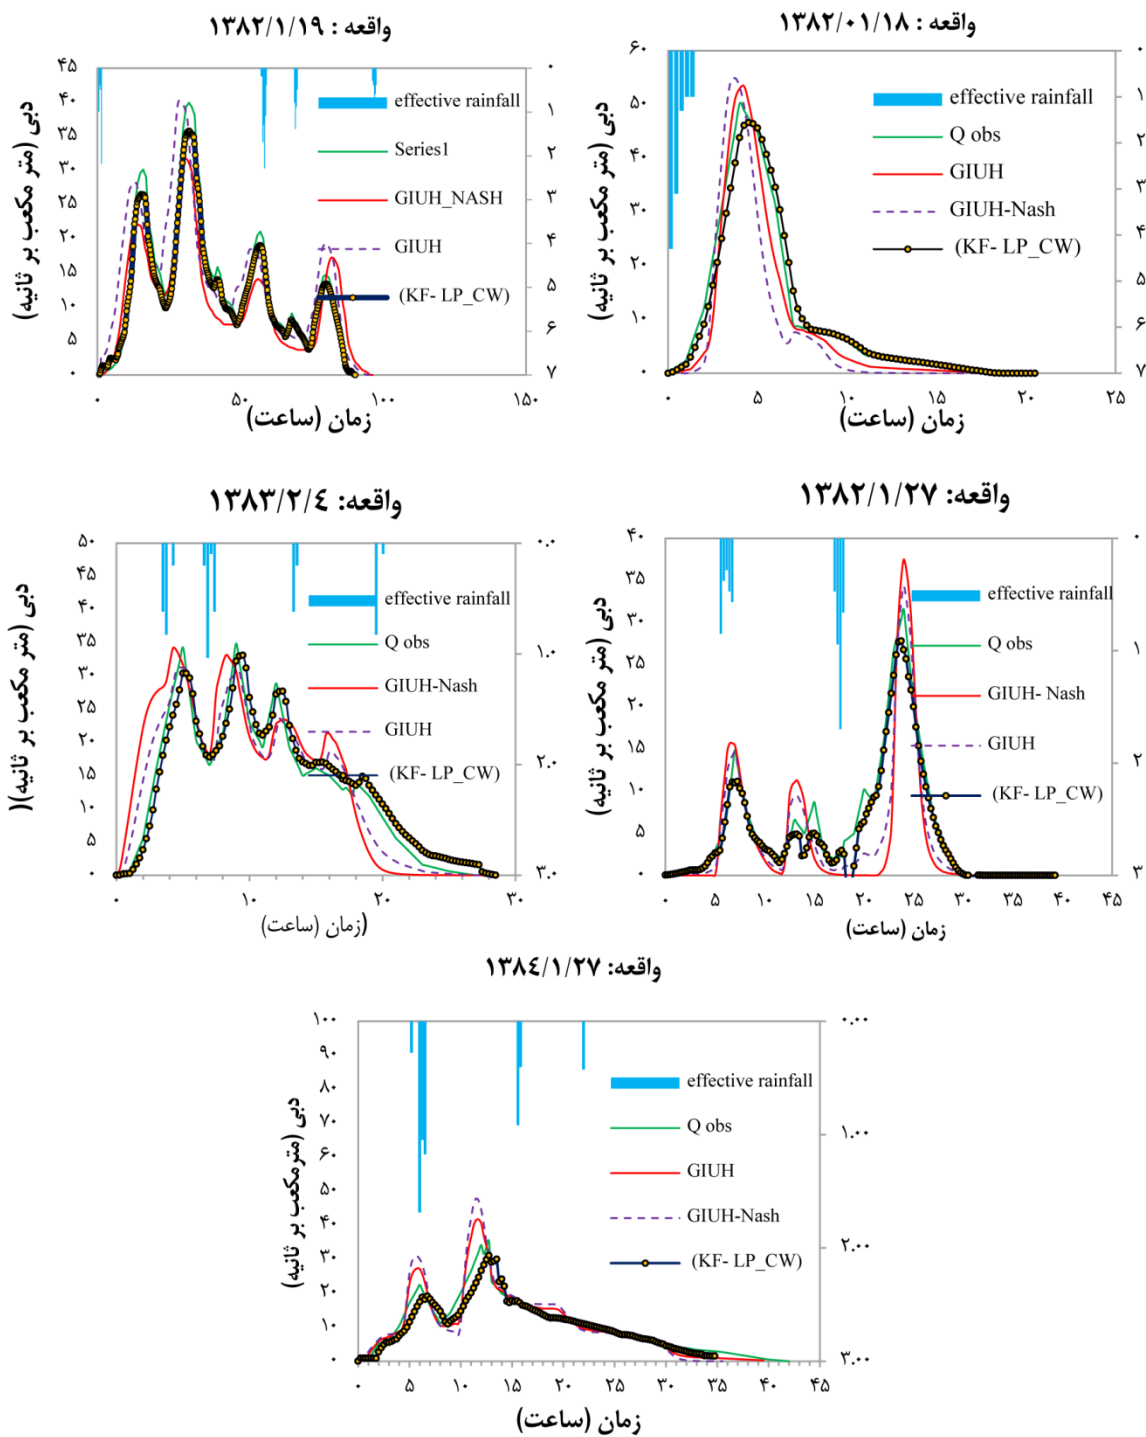 واقعه : ۱۳۸۲/۱/۱۹
دبی (متر مکعب بر ثانیه)
۴۵
۴۰
۳۵
۳۰
۲۵
۲۰
۱۵
۱۰
۵
۰
effective rainfall
Series1
GIUH_NASH
GIUH
(KF- LP_CW)
۰
۱
۲
۳
۴
۵
۶
۷
۰ ۵۰ ۱۰۰ ۱۵۰
زمان (ساعت)
واقعه: ۱۳۸۲/۰۱/۱۸
دبی (متر مکعب بر ثانیه)
۶۰
۵۰
۴۰
۳۰
۲۰
۱۰
۰
effective rainfall
Q obs
GIUH
GIUH-Nash
(KF- LP_CW)
۰
۱
۲
۳
۴
۵
۶
۷
۰ ۵ ۱۰ ۱۵ ۲۰ ۲۵
زمان (ساعت)
واقعه: ۱۳۸۳/۲/٤
دبی (متر مکعب بر ثانیه)(
۵۰
۴۵
۴۰
۳۵
۳۰
۲۵
۲۰
۱۵
۱۰
۵
۰
effective rainfall
Q obs
GIUH-Nash
GIUH
(KF- LP_CW)
۰.۰
۱.۰
۲.۰
۳.۰
۰ ۱۰ ۲۰ ۳۰
(زمان (ساعت)
واقعه: ۱۳۸۲/۱/۲۷
دبی (متر مکعب بر ثانیه)
۴۰
۳۵
۳۰
۲۵
۲۰
۱۵
۱۰
۵
۰
effective rainfall
Q obs
GIUH- Nash
GIUH
(KF- LP_CW)
۰
۱
۲
۳
۰ ۵ ۱۰ ۱۵ ۲۰ ۲۵ ۳۰ ۳۵ ۴۰ ۴۵
زمان (ساعت)
واقعه: ۱۳۸٤/۱/۲۷
دبی (مترمکعب بر ثانیه)
۱۰۰
۹۰
۸۰
۷۰
۶۰
۵۰
۴۰
۳۰
۲۰
۱۰
۰
effective rainfall
Q obs
GIUH
GIUH-Nash
(KF- LP_CW)
۰.۰۰
۱.۰۰
۲.۰۰
۳.۰۰
۰ ۵ ۱۰ ۱۵ ۲۰ ۲۵ ۳۰ ۳۵ ۴۰ ۴۵
زمان (ساعت)